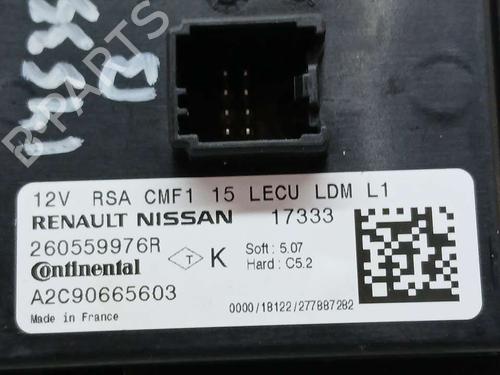 B-PARTS
12V RSA CMF1 15 LECU LDM L1
RENAULT NISSAN 17333
260559976R
Continental T K Soft : 5.07
Hard : C5.2
A2C90665603
0000/18122/277887282
Made in France